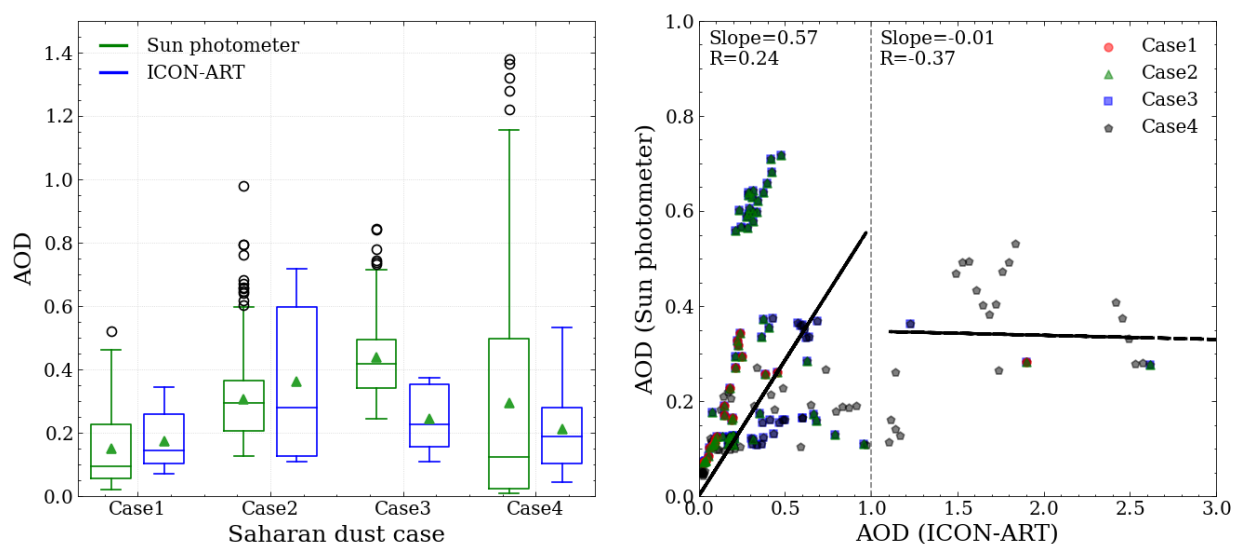 Sun photometer
ICON-ART
AOD
1.4
1.2
1.0
0.8
0.6
0.4
0.2
0.0
Case1 Case2 Case3 Case4
Saharan dust case
Slope=0.57
R=0.24
Slope=-0.01
R=-0.37
Case1
Case2
Case3
Case4
AOD (Sun photometer)
1.0
0.8
0.6
0.4
0.2
0.0
0.0 0.5 1.0 1.5 2.0 2.5 3.0
AOD (ICON-ART)